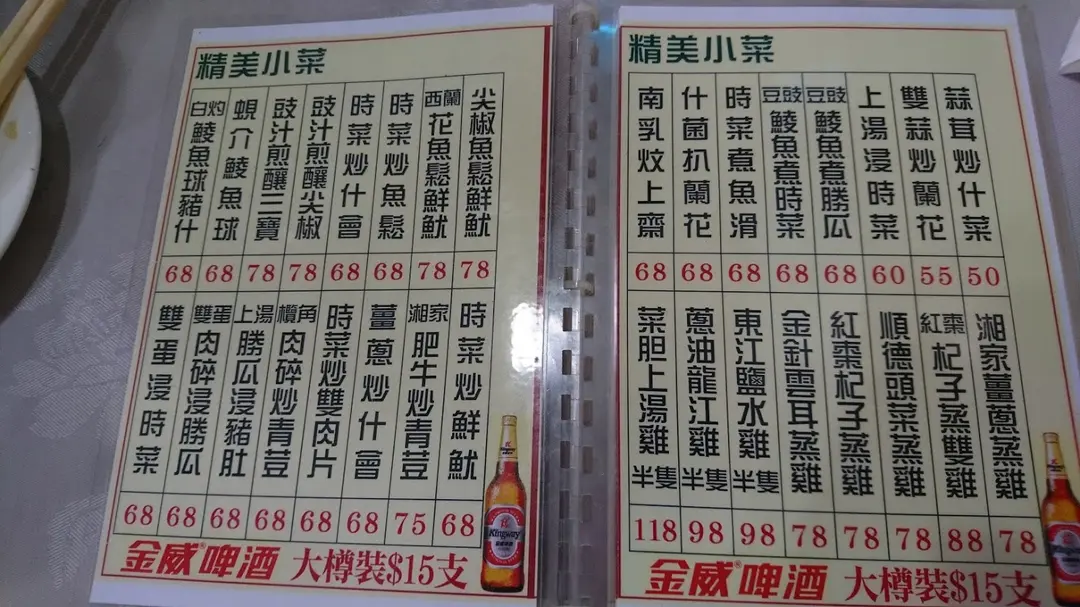 精美小菜
尖椒魚鬆鮮魷
78
西蘭花魚鬆鮮魷
78
時菜炒魚鬆
68
時菜炒什會
68
豉汁煎釀尖椒
78
豉汁煎釀三寶
78
蜆介鯪魚球
68
白灼鯪魚球豬什
68
時菜炒鮮魷
68
湘家肥牛炒青荳
75
薑蔥炒什會
68
時菜炒雙肉片
68
欖角肉碎炒青荳
68
上湯勝瓜浸豬肚
68
雙蛋肉碎浸勝瓜
68
雙蛋浸時菜
68
金威®啤酒 大樽裝$15支
Kingway
精美小菜
蒜茸炒什菜
50
雙蒜炒蘭花
55
上湯浸時菜
60
豆豉鯪魚煮勝瓜
68
豆豉鯪魚煮時菜
68
時菜煮魚滑
68
什菌扒蘭花
68
南乳炆上齋
68
湘家薑蔥蒸雞
78
紅棗杞子蒸雙雞
88
順德頭菜蒸雞
78
紅棗杞子蒸雞
78
金針雲耳蒸雞
78
東江鹽水雞 半隻
98
蔥油龍江雞 半隻
98
菜胆上湯雞 半隻
118
金威®啤酒 大樽裝$15支